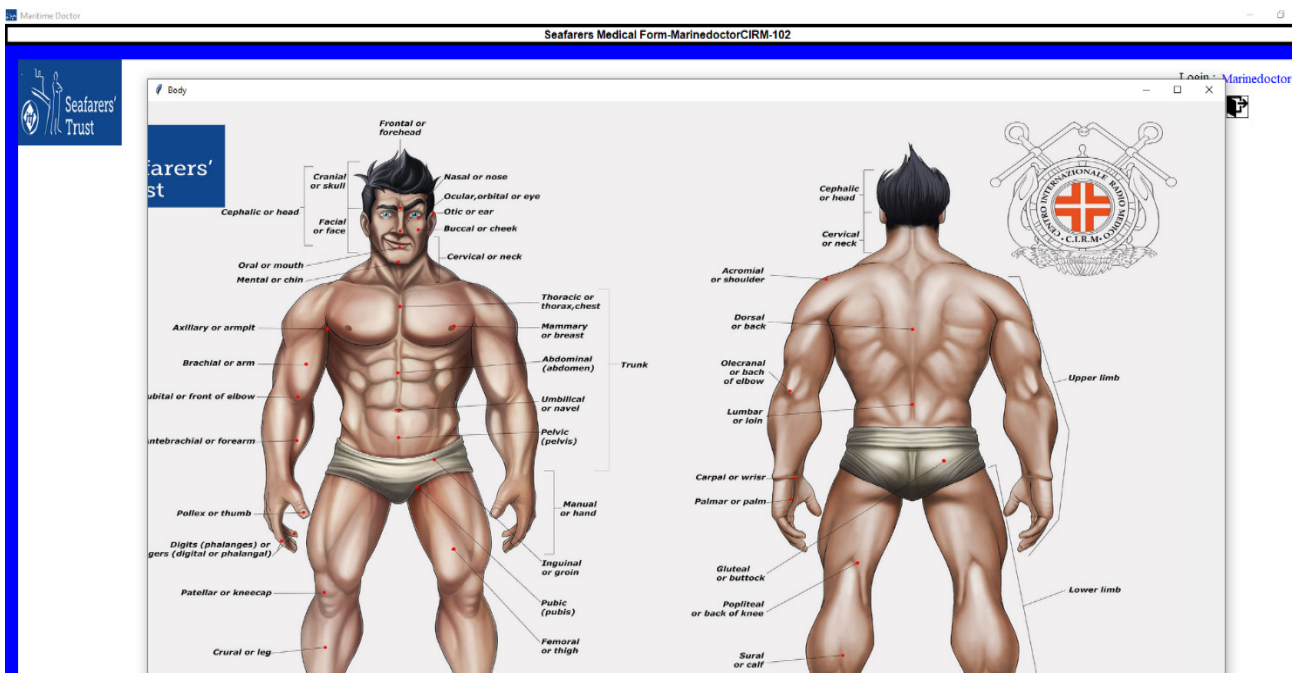 Maritime Doctor
Seafarers Medical Form-MarinedoctorCIRM-102
Seafarers'
Trust
Login : Marinedoctor
Body
farers'
st
Frontal or
forehead
Cranial
or skull
Cephalic or head
Facial
or face
Oral or mouth
Mental or chin
Nasal or nose
Ocular,orbital or eye
Otic or ear
Buccal or cheek
Cervical or neck
Thoracic or
thorax,chest
Axillary or armpit
Mammary
or breast
Brachial or arm
Abdominal
(abdomen)
Trunk
ubital or front of elbow
Umbilical
or navel
ntebrachial or forearm
Pelvic
(pelvis)
Pollex or thumb
Manual
or hand
Digits (phalanges) or
gers (digital or phalangal)
Inguinal
or groin
Patellar or kneecap
Pubic
(pubis)
Crural or leg
Femoral
or thigh
Cephalic
or head
Cervical
or neck
CENTRO INTERNAZIONALE RADIO MEDICO
C.I.R.M.
Acromial
or shoulder
Dorsal
or back
Olecranal
or bach
of elbow
Upper limb
Lumbar
or loin
Carpal or wrisr
Palmar or palm
Gluteal
or buttock
Popliteal
or back of knee
Lower limb
Sural
or calf